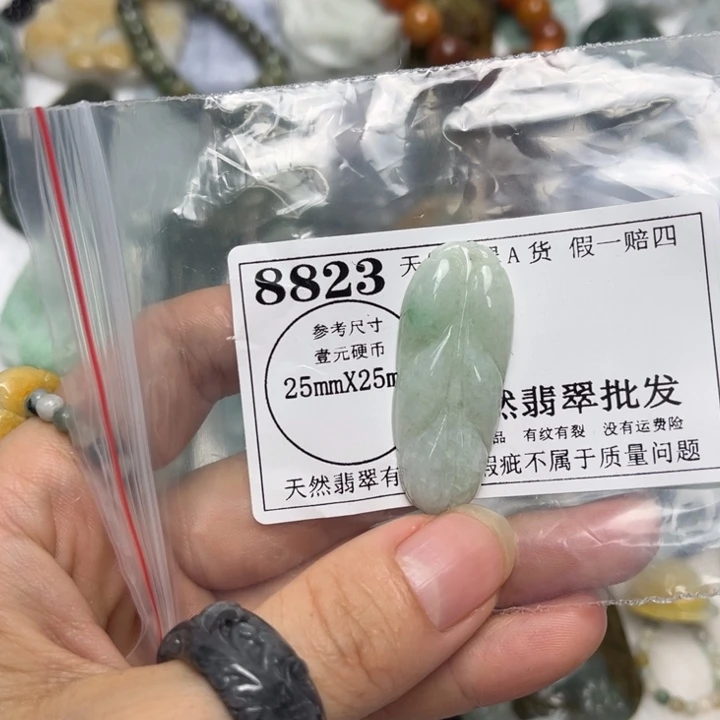 8823 天 A货 假一赔四
参考尺寸
壹元硬币
25mmX25m
然翡翠批发
品 有纹有裂 没有运费险
天然翡翠有 瑕疵不属于质量问题